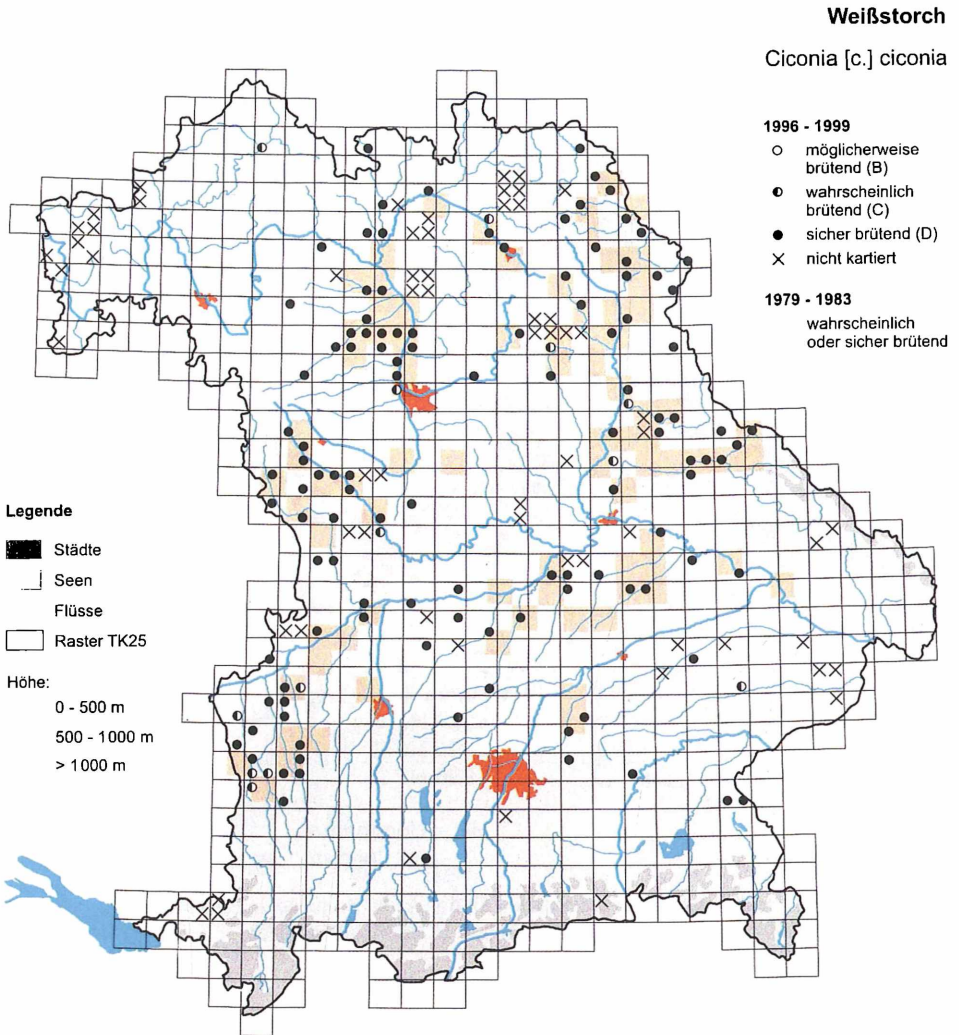 Weißstorch
Ciconia [c.] ciconia
1996 - 1999
möglicherweise
brütend (B)
wahrscheinlich
brütend (C)
sicher brütend (D)
nicht kartiert
1979 - 1983
wahrscheinlich
oder sicher brütend
Legende
Städte
Seen
Flüsse
Raster TK25
Höhe:
0 - 500 m
500 - 1000 m
> 1000 m